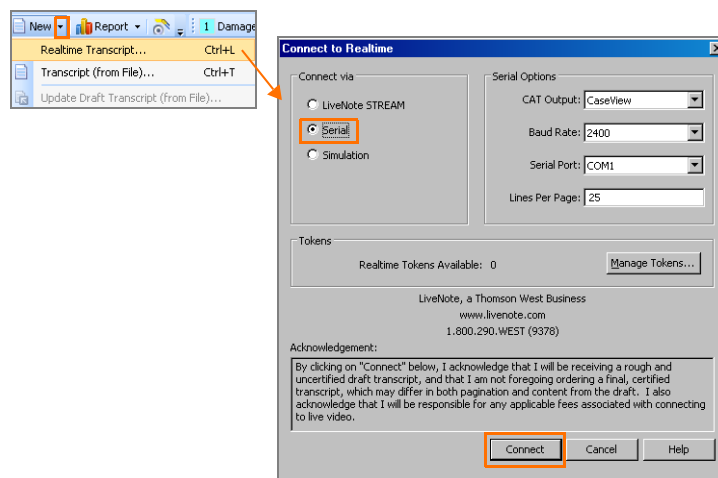 New Report 1 Damage
Realtime Transcript... Ctrl+L
Transcript (from File)... Ctrl+T
Update Draft Transcript (from File)...
Connect to Realtime
Connect via
LiveNote STREAM
Serial
Simulation
Serial Options
CAT Output: CaseView
Baud Rate: 2400
Serial Port: COM1
Lines Per Page: 25
Tokens
Realtime Tokens Available: 0 Manage Tokens...
LiveNote, a Thomson West Business
www.livenote.com
1.800.290.WEST (9378)
Acknowledgement:
By clicking on "Connect" below, I acknowledge that I will be receiving a rough and
uncertified draft transcript, and that I am not foregoing ordering a final, certified
transcript, which may differ in both pagination and content from the draft. I also
acknowledge that I will be responsible for any applicable fees associated with connecting
to live video.
Connect Cancel Help